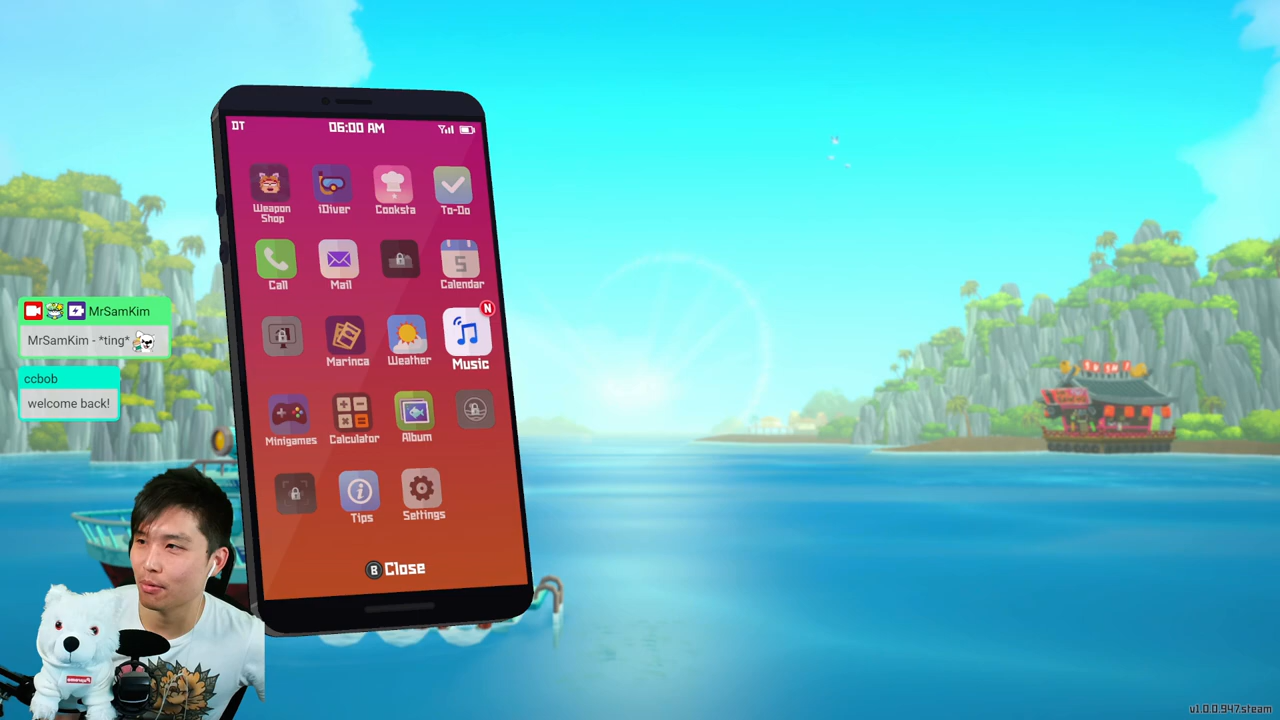 DT
06:00 AM
Weapon
Shop
iDiver
Cooksta
To-Do
Call
Mail
5
Calendar
Marinca
Weather
N
Music
Minigames
Calculator
Album
Tips
Settings
B Close
MrSamKim
MrSamKim - *ting*
ccbob
welcome back!
v1.0.0.947.steam